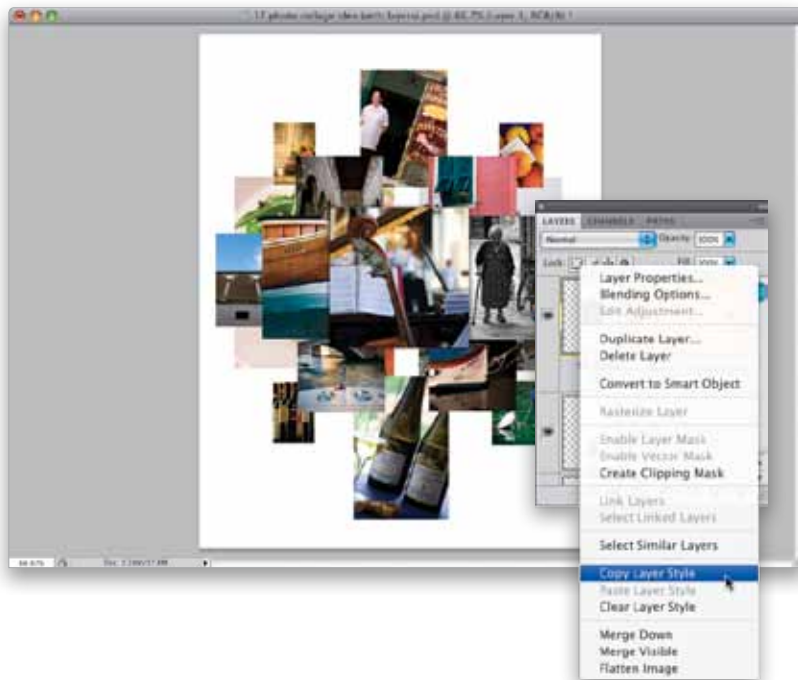 LAYERS CHANNELS PATHS
Normal Opacity: 100%
Lock: Fill: 100%
Layer Properties...
Blending Options...
Edit Adjustment...
Duplicate Layer...
Delete Layer
Convert to Smart Object
Rasterize Layer
Enable Layer Mask
Enable Vector Mask
Create Clipping Mask
Link Layers
Select Linked Layers
Select Similar Layers
Copy Layer Style
Paste Layer Style
Clear Layer Style
Merge Down
Merge Visible
Flatten Image